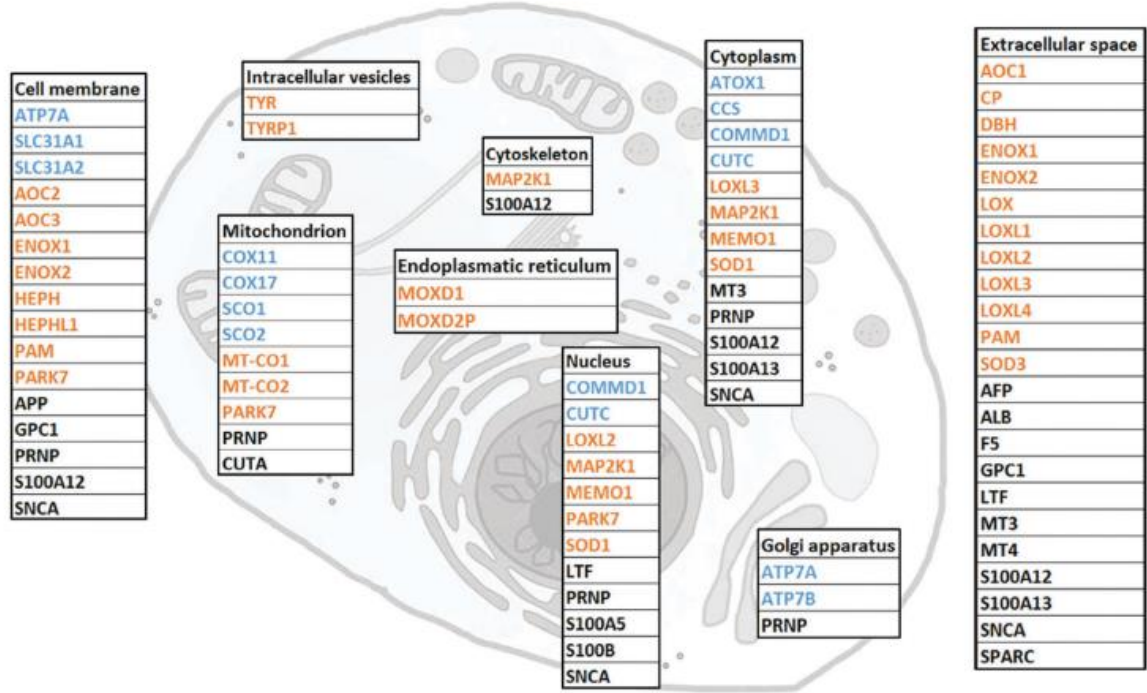 Cell membrane
ATP7A
SLC31A1
SLC31A2
AOC2
AOC3
ENOX1
ENOX2
HEPH
HEPHL1
PAM
PARK7
APP
GPC1
PRNP
S100A12
SNCA
Intracellular vesicles
TYR
TYRP1
Mitochondrion
COX11
COX17
SCO1
SCO2
MT-CO1
MT-CO2
PARK7
PRNP
CUTA
Cytoskeleton
MAP2K1
S100A12
Endoplasmatic reticulum
MOXD1
MOXD2P
Nucleus
COMMD1
CUTC
LOXL2
MAP2K1
MEMO1
PARK7
SOD1
LTF
PRNP
S100A5
S100B
SNCA
Cytoplasm
ATOX1
CCS
COMMD1
CUTC
LOXL3
MAP2K1
MEMO1
SOD1
MT3
PRNP
S100A12
S100A13
SNCA
Golgi apparatus
ATP7A
ATP7B
PRNP
Extracellular space
AOC1
CP
DBH
ENOX1
ENOX2
LOX
LOXL1
LOXL2
LOXL3
LOXL4
PAM
SOD3
AFP
ALB
F5
GPC1
LTF
MT3
MT4
S100A12
S100A13
SNCA
SPARC